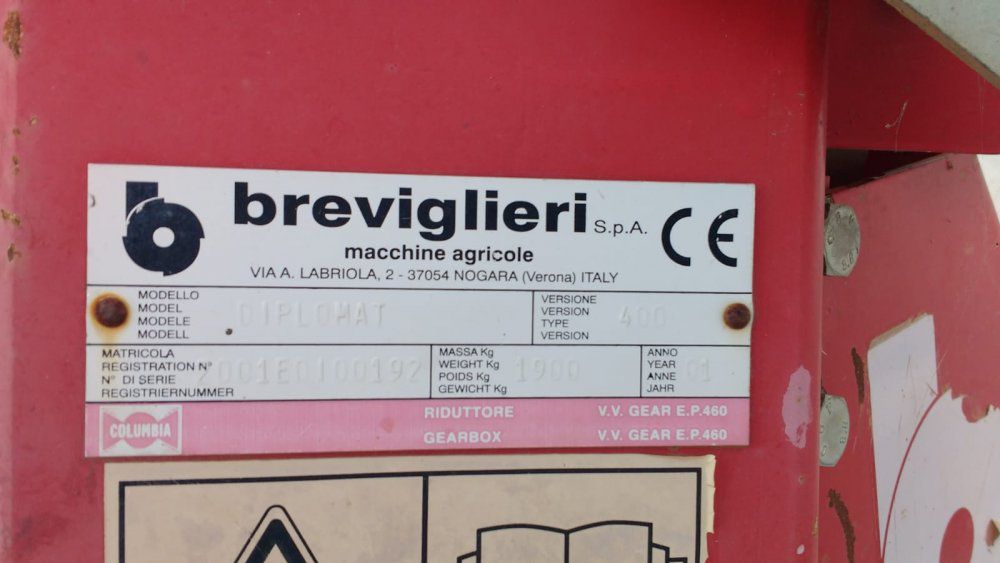 breviglieri S.p.A. CE
macchine agricole
VIA A. LABRIOLA, 2 - 37054 NOGARA (Verona) ITALY
MODELLO
MODEL
MODELE
MODELL
DIPLOMAT
VERSIONE
VERSION
TYPE
VERSION
400
MATRICOLA
REGISTRATION N°
N° DI SERIE
REGISTRIERNUMMER
2001E0100192
MASSA Kg
WEIGHT Kg
POIDS Kg
GEWICHT Kg
1900
ANNO
YEAR
ANNE
JAHR
01
COLUMBIA
RIDUTTORE V.V. GEAR E.P.460
GEARBOX V.V. GEAR E.P.460